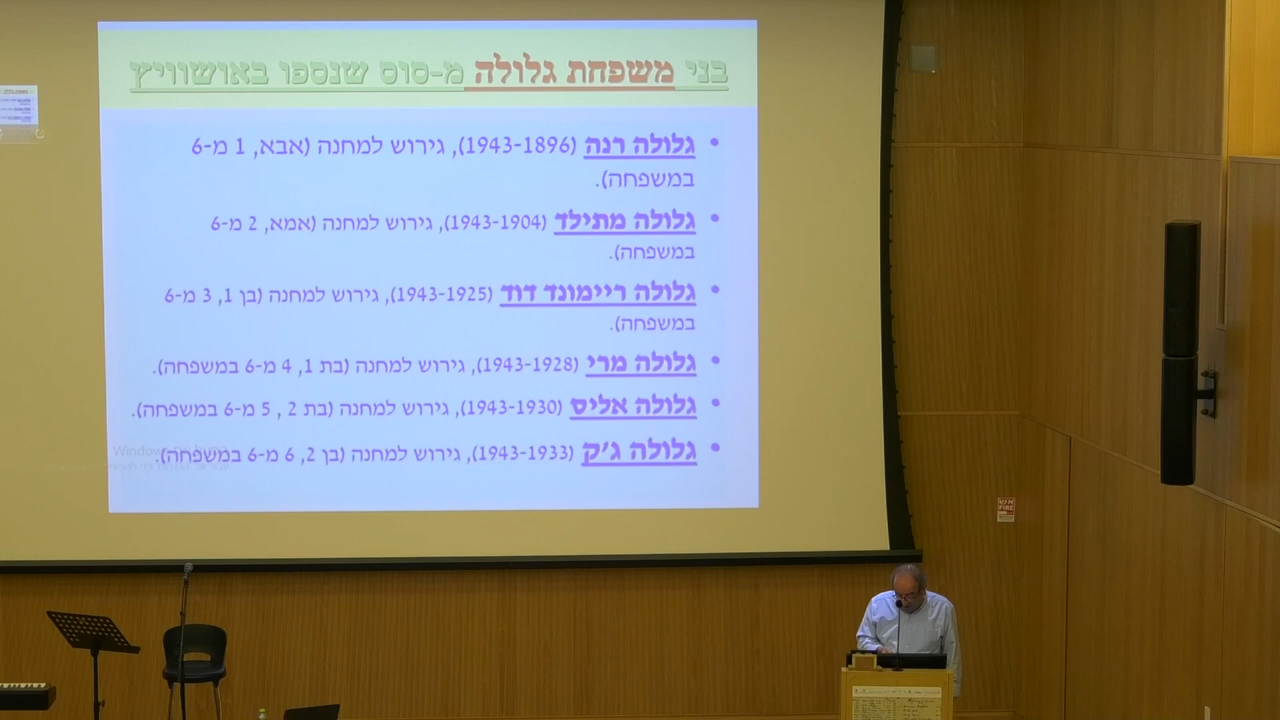 בני משפחת גלולה מ-סוס שנספו באושוויץ
• גלולה רנה (1943-1896), גירוש למחנה (אבא, 1 מ-6
במשפחה).
• גלולה מתילד (1943-1904), גירוש למחנה (אמא, 2 מ-6
במשפחה).
• גלולה ריימונד דוד (1943-1925), גירוש למחנה (בן 1, 3 מ-6
במשפחה).
• גלולה מרי (1943-1928), גירוש למחנה (בת 1, 4 מ-6 במשפחה).
• גלולה אליס (1943-1930), גירוש למחנה (בת 2 , 5 מ-6 במשפחה).
• גלולה ג'ק (1943-1933), גירוש למחנה (בן 2, 6 מ-6 במשפחה).
Windows
אש
FIRE